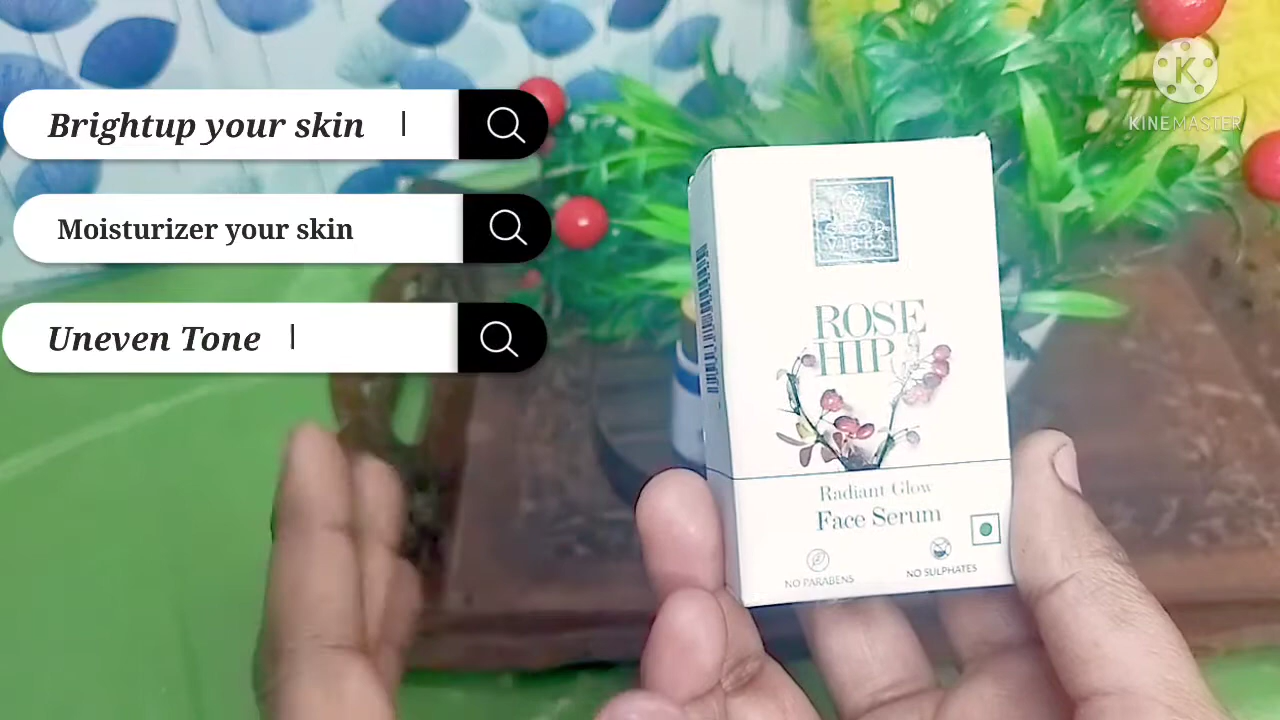 Brightup your skin
Moisturizer your skin
Uneven Tone
KINEMASTER
ROSE
HIP
Radiant Glow
Face Serum
NO PARABENS
NO SULPHATES